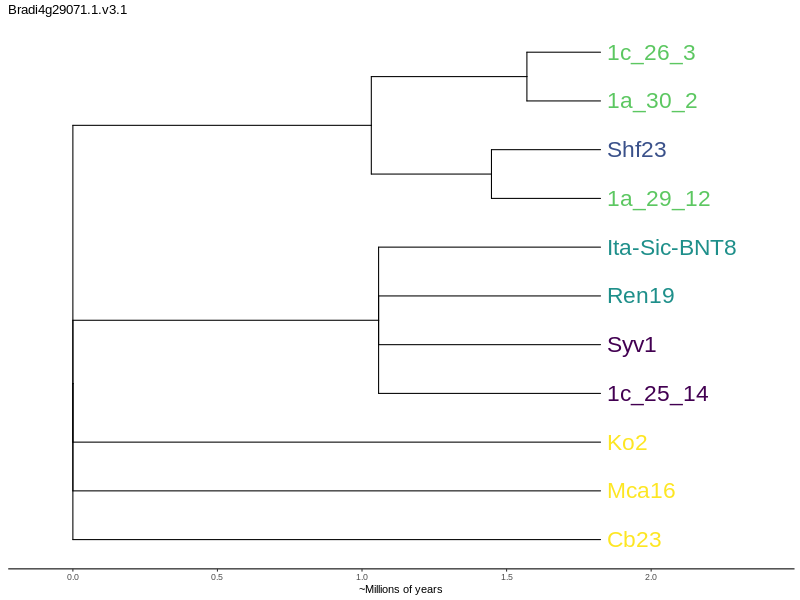 Bradi4g29071.1.v3.1
1c_26_3
1a_30_2
Shf23
1a_29_12
Ita-Sic-BNT8
Ren19
Syv1
1c_25_14
Ko2
Mca16
Cb23
0.0 0.5 1.0 1.5 2.0
~Millions of years